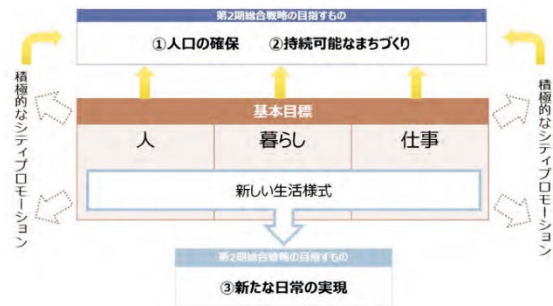 第2期総合戦略の目指すもの
①人口の確保 ②持続可能なまちづくり
積極的なシティプロモーション
基本目標
人 暮らし 仕事
新しい生活様式
積極的なシティプロモーション
第2期総合戦略の目指すもの
③新たな日常の実現